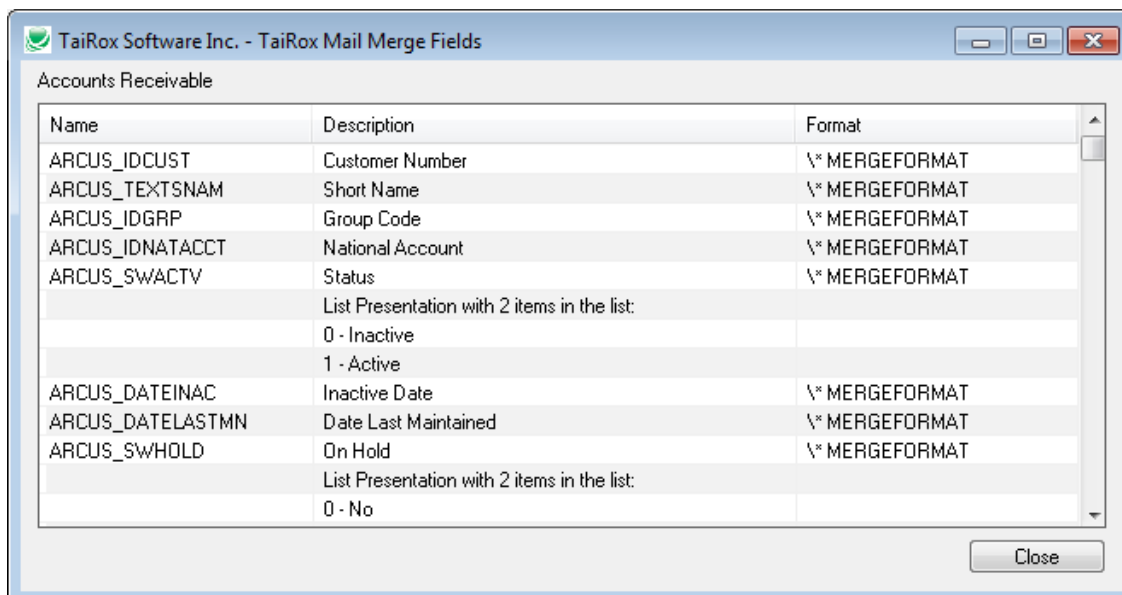 TaiRox Software Inc. - TaiRox Mail Merge Fields
Accounts Receivable
Name Description Format
ARCUS_IDCUST Customer Number \* MERGEFORMAT
ARCUS_TEXTSNAM Short Name \* MERGEFORMAT
ARCUS_IDGRP Group Code \* MERGEFORMAT
ARCUS_IDNATACCT National Account \* MERGEFORMAT
ARCUS_SWACTV Status \* MERGEFORMAT
List Presentation with 2 items in the list:
0 - Inactive
1 - Active
ARCUS_DATEINAC Inactive Date \* MERGEFORMAT
ARCUS_DATELASTMN Date Last Maintained \* MERGEFORMAT
ARCUS_SWHOLD On Hold \* MERGEFORMAT
List Presentation with 2 items in the list:
0 - No
Close